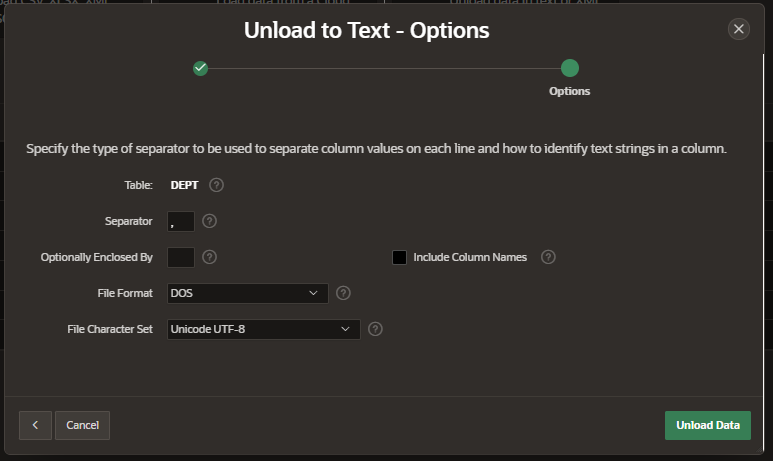 Unload to Text - Options
Options
Specify the type of separator to be used to separate column values on each line and how to identify text strings in a column.
Table: DEPT ?
Separator , ?
Optionally Enclosed By ? Include Column Names ?
File Format DOS ?
File Character Set Unicode UTF-8 ?
< Cancel Unload Data